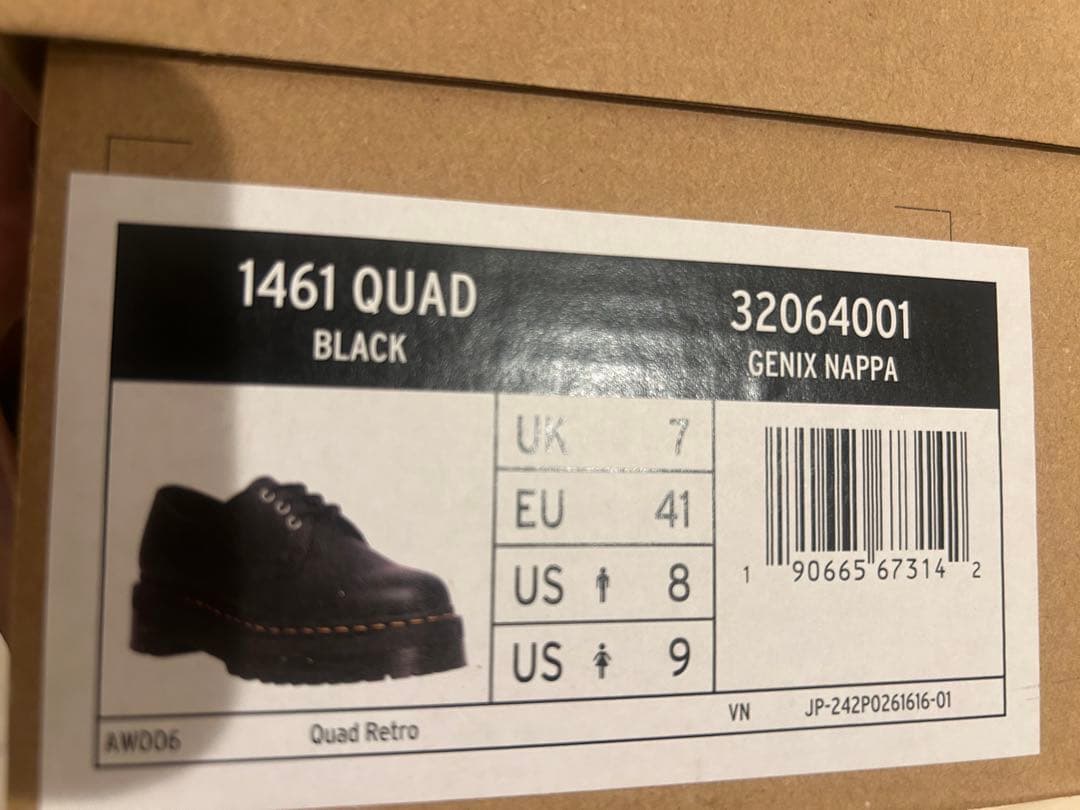 1461 QUAD
BLACK
32064001
GENIX NAPPA
UK 7
EU 41
US 8
US 9
1 90665 67314 2
VN JP-242P0261616-01
AW006 Quad Retro